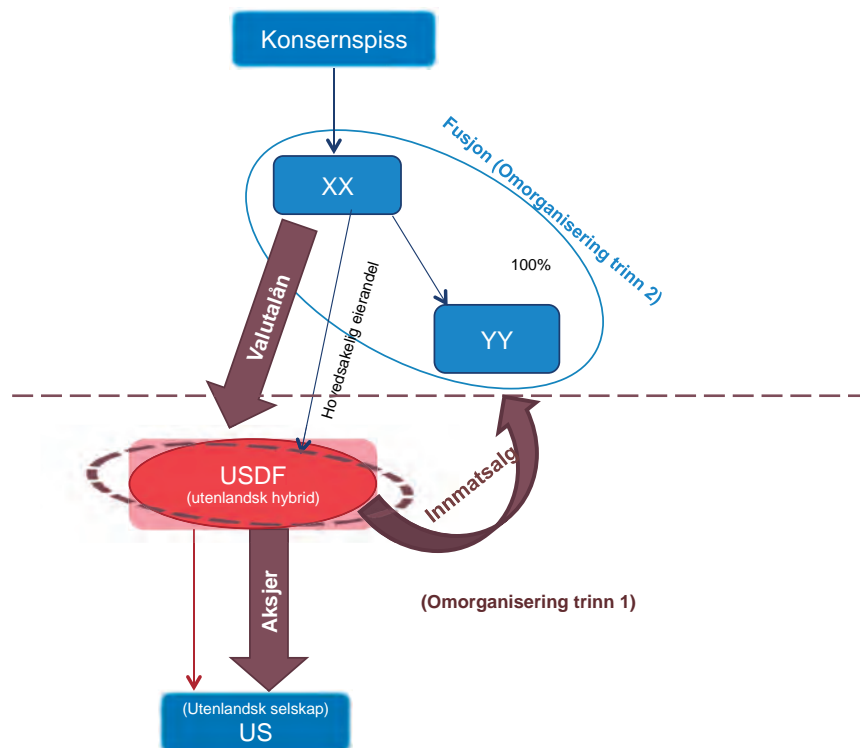 Konsernspiss
Fusjon (Omorganisering trinn 2)
XX
100%
Valutalån
Hovedsakelig eierandel
YY
USDF
(utenlandsk hybrid)
Innmatsalg
Aksjer
(Omorganisering trinn 1)
(Utenlandsk selskap)
US